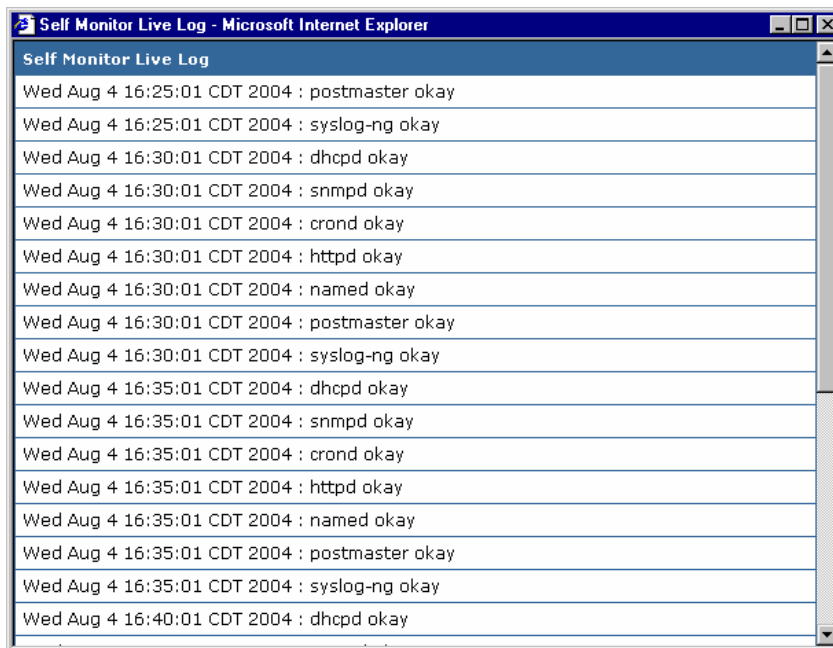 Self Monitor Live Log - Microsoft Internet Explorer
Self Monitor Live Log
Wed Aug 4 16:25:01 CDT 2004 : postmaster okay
Wed Aug 4 16:25:01 CDT 2004 : syslog-ng okay
Wed Aug 4 16:30:01 CDT 2004 : dhcpd okay
Wed Aug 4 16:30:01 CDT 2004 : snmpd okay
Wed Aug 4 16:30:01 CDT 2004 : crond okay
Wed Aug 4 16:30:01 CDT 2004 : httpd okay
Wed Aug 4 16:30:01 CDT 2004 : named okay
Wed Aug 4 16:30:01 CDT 2004 : postmaster okay
Wed Aug 4 16:30:01 CDT 2004 : syslog-ng okay
Wed Aug 4 16:35:01 CDT 2004 : dhcpd okay
Wed Aug 4 16:35:01 CDT 2004 : snmpd okay
Wed Aug 4 16:35:01 CDT 2004 : crond okay
Wed Aug 4 16:35:01 CDT 2004 : httpd okay
Wed Aug 4 16:35:01 CDT 2004 : named okay
Wed Aug 4 16:35:01 CDT 2004 : postmaster okay
Wed Aug 4 16:35:01 CDT 2004 : syslog-ng okay
Wed Aug 4 16:40:01 CDT 2004 : dhcpd okay